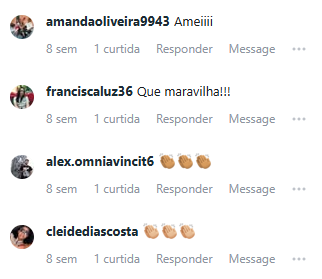 amandaoliveira9943 Ameiiii
8 sem 1 curtida Responder Message ···
franciscaluz36 Que maravilha!!!
8 sem 1 curtida Responder Message ···
alex.omniavincit6 👏🏽👏🏽👏🏽
8 sem 1 curtida Responder Message ···
cleidediascosta 👏🏼👏🏼👏🏼
8 sem 1 curtida Responder Message ···